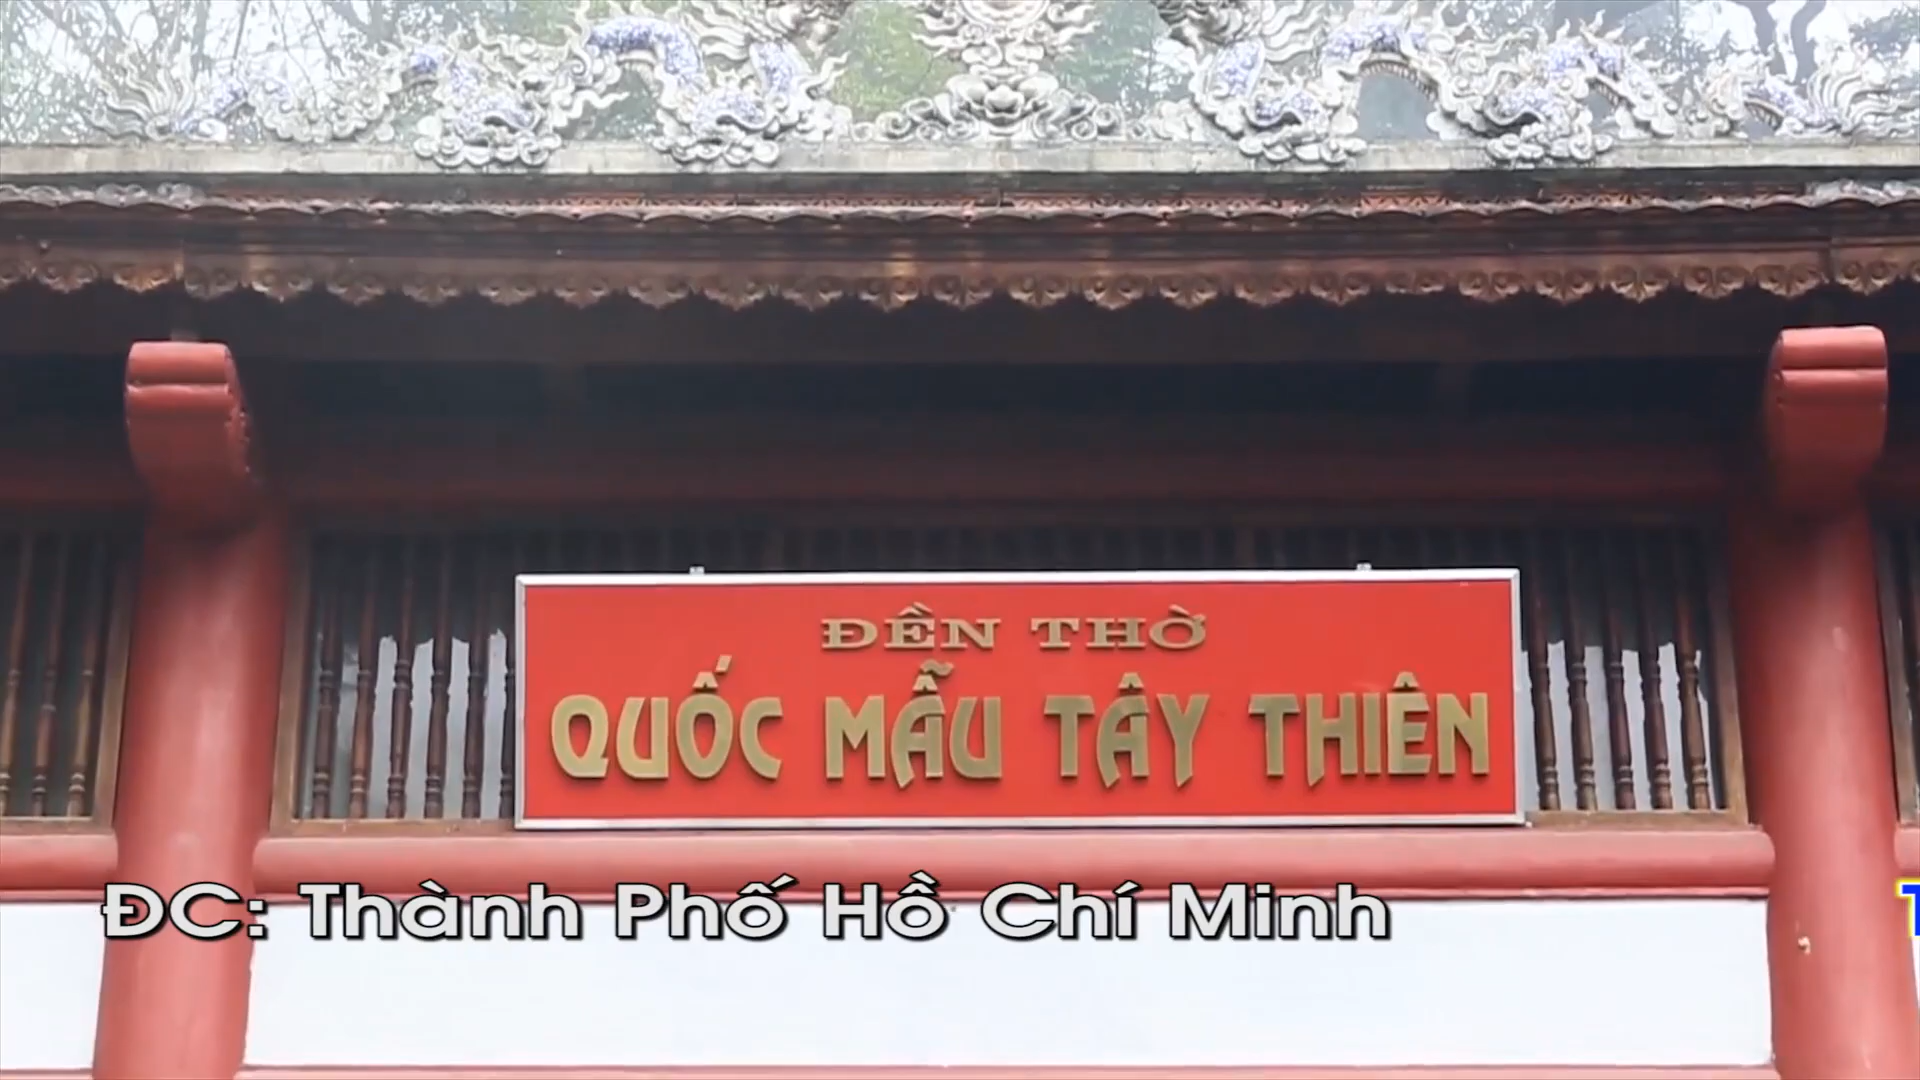 ĐỀN THỜ
QUỐC MẪU TÂY THIÊN
ĐC: Thành Phố Hồ Chí Minh